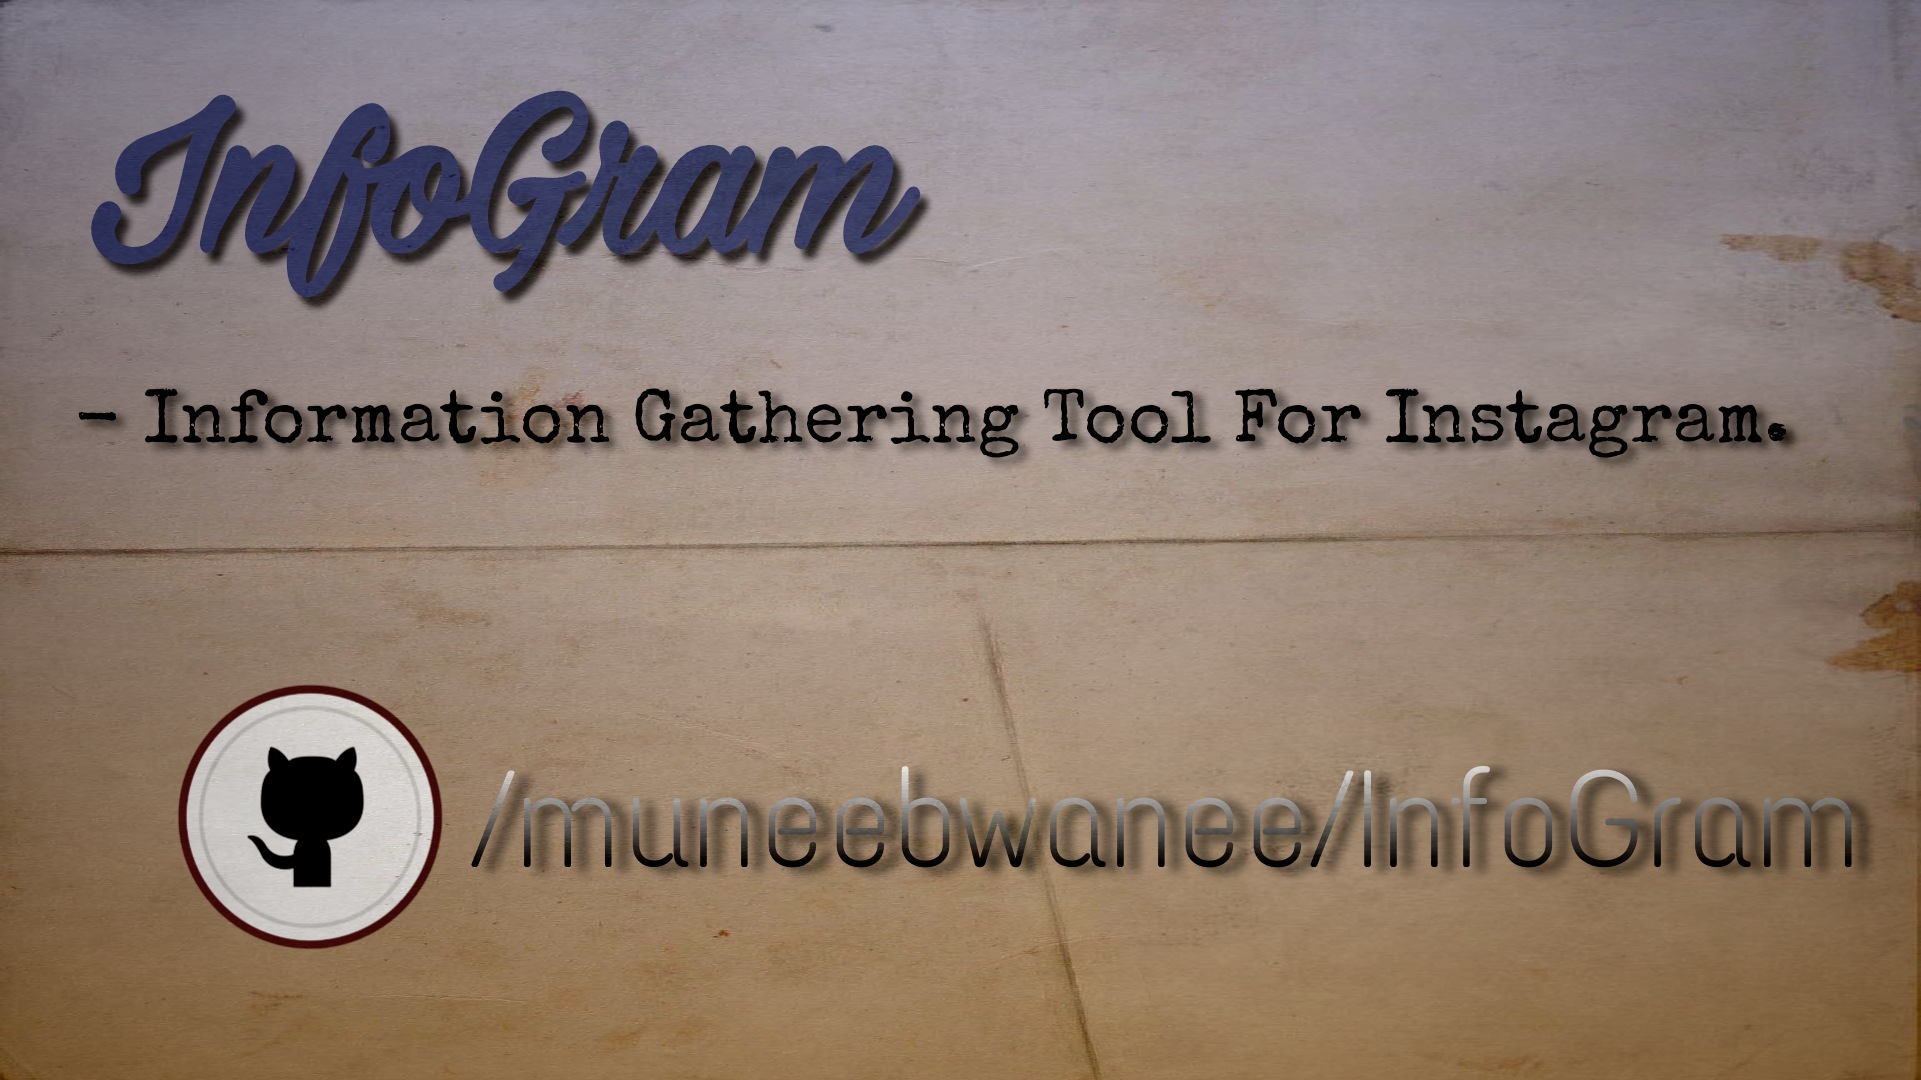 InfoGram
- Information Gathering Tool For Instagram.
/muneebwanee/InfoGram